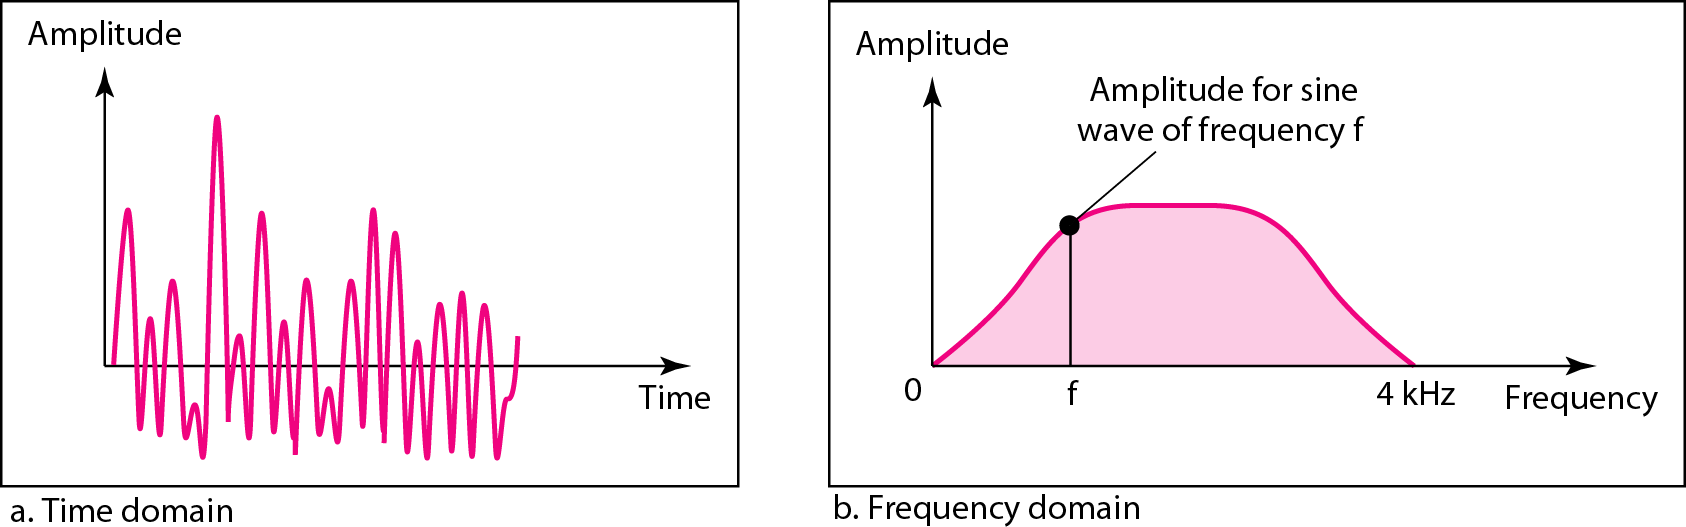 Amplitude
Time
a. Time domain
Amplitude
Amplitude for sine
wave of frequency f
0
f
4 kHz
Frequency
b. Frequency domain